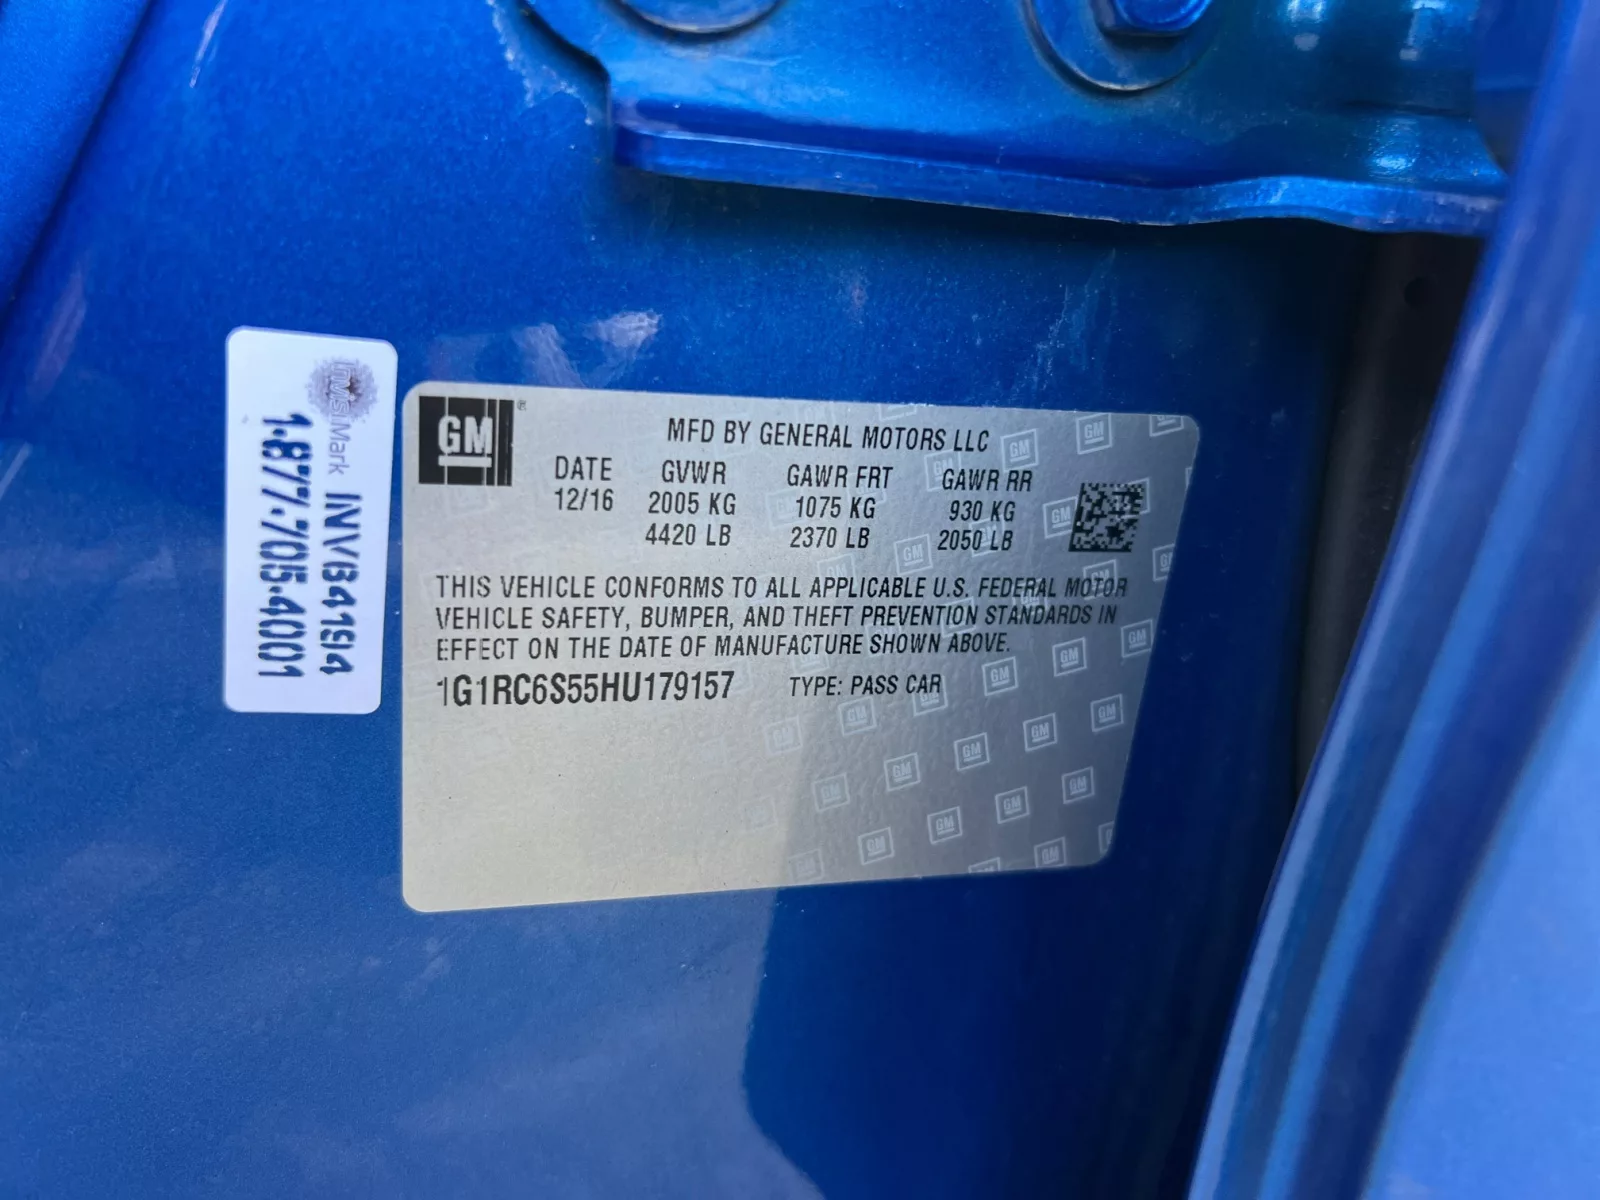 InvisiMark INV641914
1.877.705.4001
GM
MFD BY GENERAL MOTORS LLC
DATE GVWR GAWR FRT GAWR RR
12/16 2005 KG 1075 KG 930 KG
4420 LB 2370 LB 2050 LB
THIS VEHICLE CONFORMS TO ALL APPLICABLE U.S. FEDERAL MOTOR
VEHICLE SAFETY, BUMPER, AND THEFT PREVENTION STANDARDS IN
EFFECT ON THE DATE OF MANUFACTURE SHOWN ABOVE.
1G1RC6S55HU179157 TYPE: PASS CAR